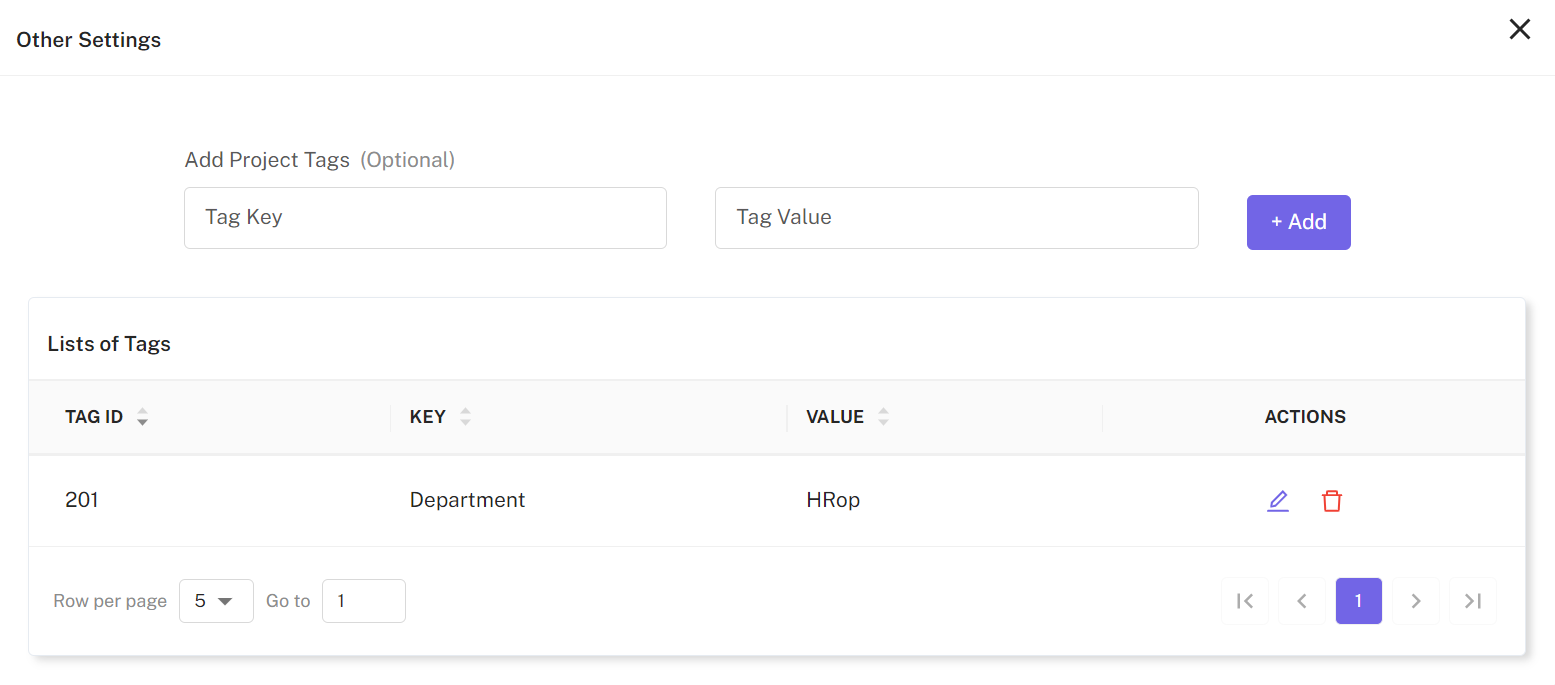 Other Settings
Add Project Tags (Optional)
Tag Key Tag Value + Add
Lists of Tags
TAG ID KEY VALUE ACTIONS
201 Department HRop
Row per page 5 Go to 1 1